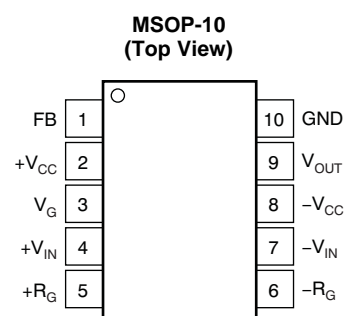 MSOP-10
(Top View)
FB 1 10 GND
+VCC 2 9 VOUT
VG 3 8 −VCC
+VIN 4 7 −VIN
+RG 5 6 −RG